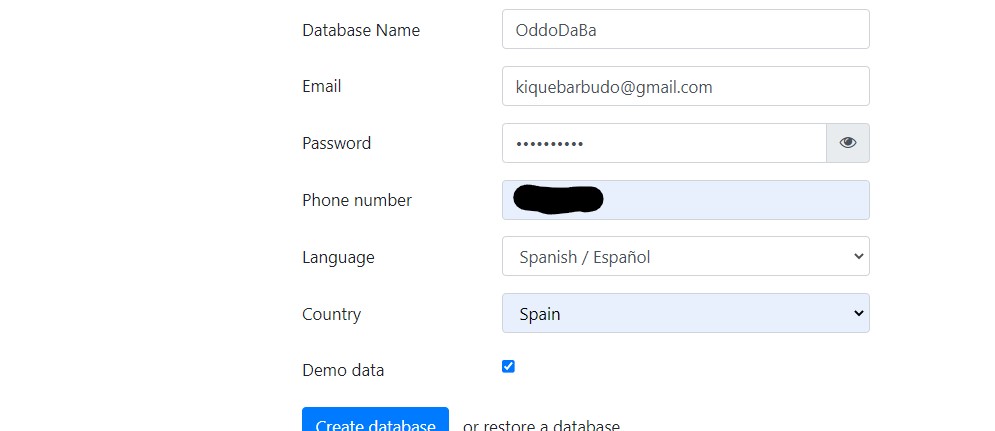 Database Name OddoDaBa
Email kiquebarbudo@gmail.com
Password ••••••••••
Phone number
Language Spanish / Español
Country Spain
Demo data
Create database or restore a database